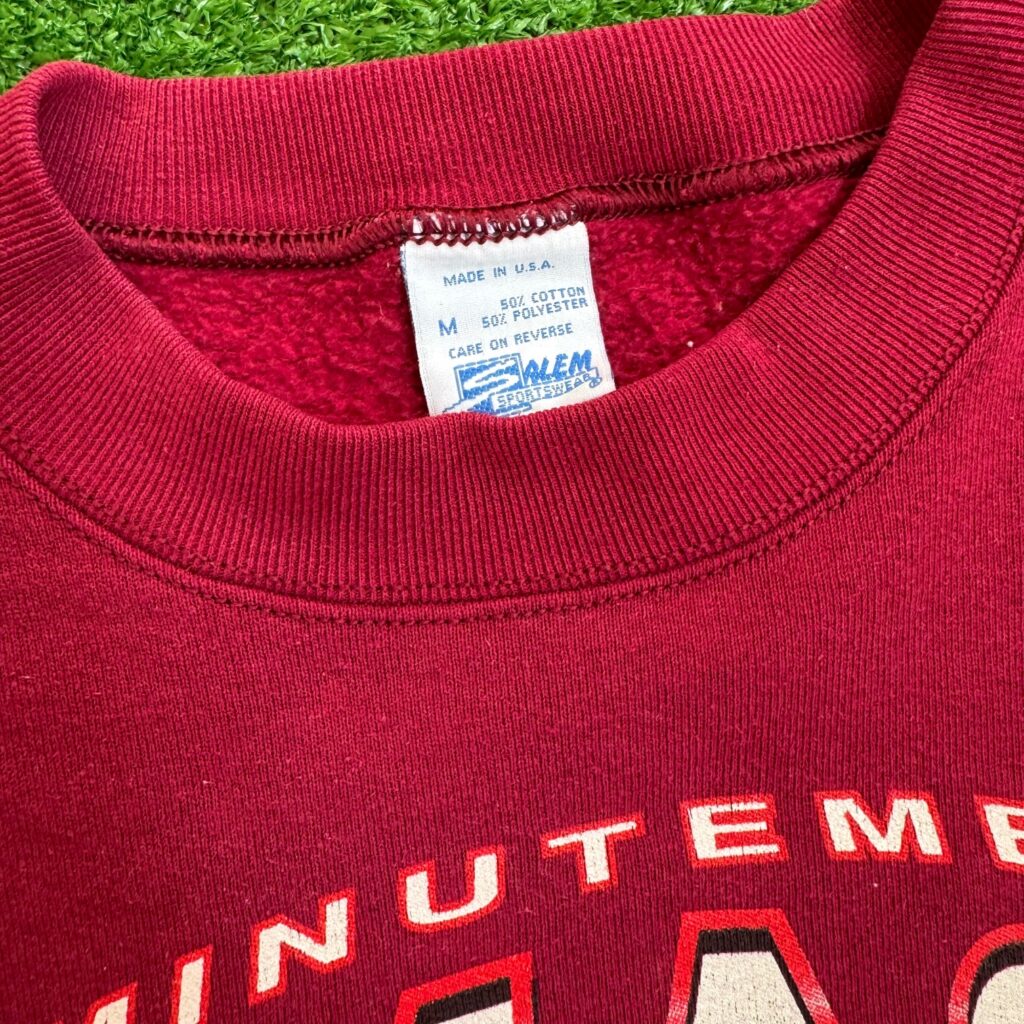 MADE IN U.S.A.
50% COTTON
M 50% POLYESTER
CARE ON REVERSE
SALEM
SPORTSWEAR®
MINUTEME